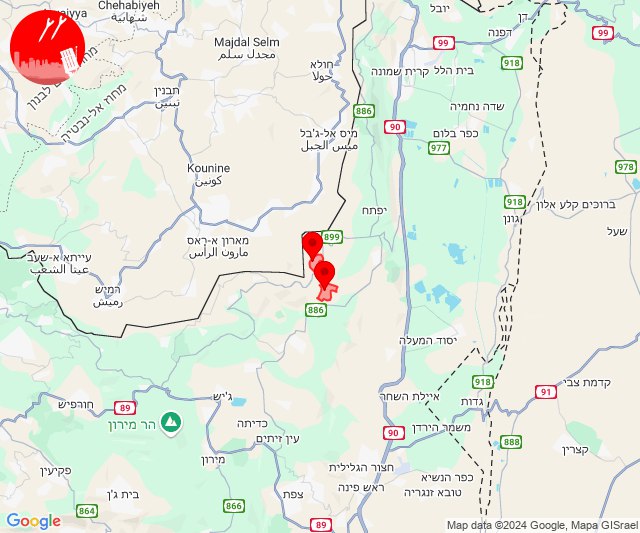 Chehabiyeh
شهابية
יובל
דן
99
99
דפנה
Majdal Selm
מג'דל סלם
918
חולא
حولا
קרית שמונה
בית הלל
תבנין
تبنين
מחוז אל-נבטיה
886
שדה נחמיה
מיס אל-ג'בל
ميس الجبل
90
כפר בלום
977
978
Kounine
كونين
918
ברוכים קלע אלון
יפתח
גונן
שעל
899
מארון א-ראס
مارون الراس
עייתא א-שעב
عيتا الشعب
רמיש
رميش
886
יסוד המעלה
918
קדמת צבי
91
איילת השחר
גדות
ג'יש
חורפיש
89
הר מירון
כדיתה
90
משמר הירדן
888
עין זיתים
קצרין
מירון
חצור הגלילית
פקיעין
כפר הנשיא
ראש פינה
טובא זנגריה
בית ג'ן
צפת
866
864
89
Google
Map data ©2024 Google, Mapa GISrael